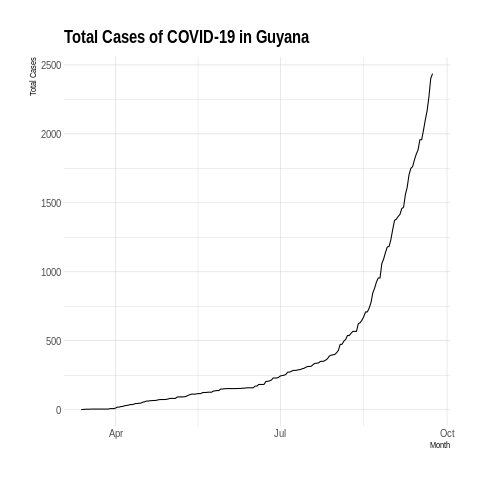 Total Cases of COVID-19 in Guyana
Total Cases
2500
2000
1500
1000
500
0
Apr
Jul
Oct
Month